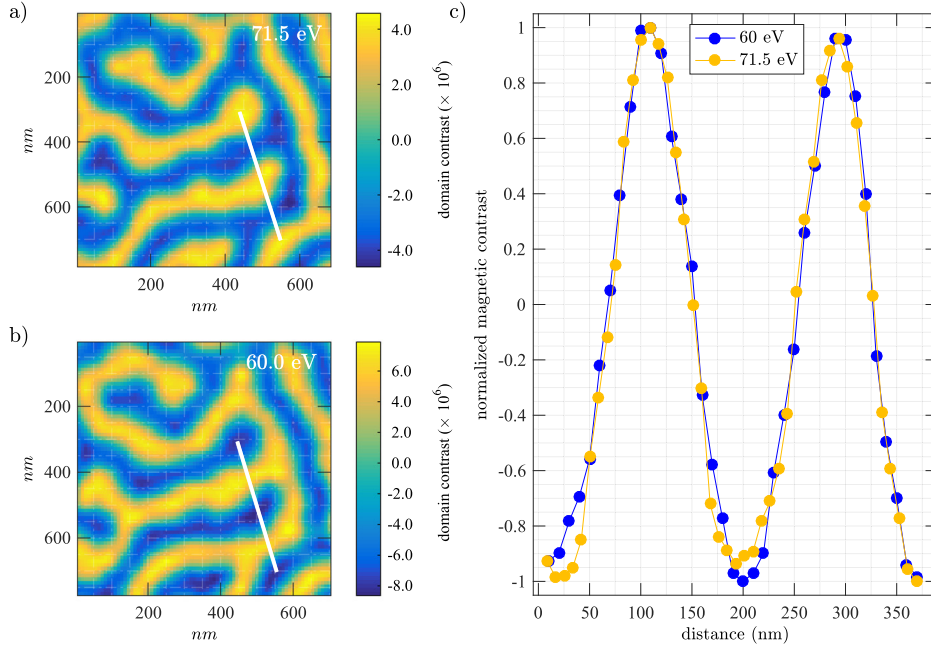 a)
71.5 eV
200
400
600
nm
200
400
600
nm
4.0
2.0
0.0
-2.0
-4.0
domain contrast (× 10⁶)
b)
60.0 eV
200
400
600
nm
200
400
600
nm
6.0
4.0
2.0
0.0
-2.0
-4.0
-6.0
-8.0
domain contrast (× 10⁵)
c)
60 eV
71.5 eV
1
0.8
0.6
0.4
0.2
0
-0.2
-0.4
-0.6
-0.8
-1
normalized magnetic contrast
0
50
100
150
200
250
300
350
distance (nm)